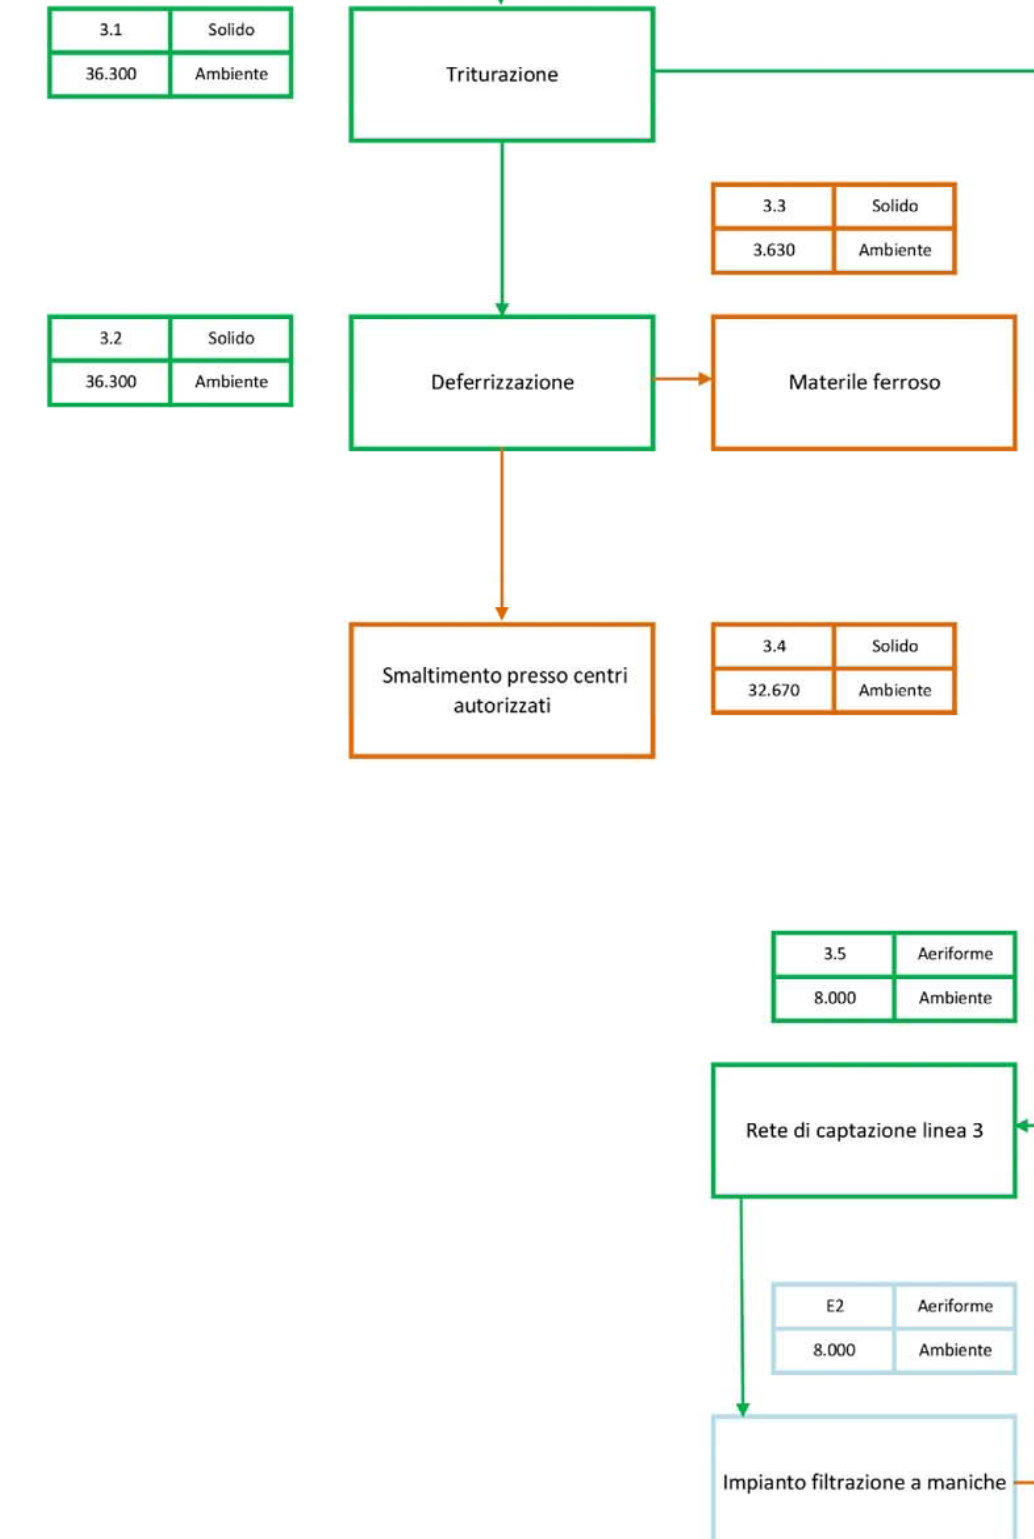 3.1 Solido
36.300 Ambiente
Triturazione
3.3 Solido
3.630 Ambiente
3.2 Solido
36.300 Ambiente
Deferrizzazione
Materile ferroso
Smaltimento presso centri
autorizzati
3.4 Solido
32.670 Ambiente
3.5 Aeriforme
8.000 Ambiente
Rete di captazione linea 3
E2 Aeriforme
8.000 Ambiente
Impianto filtrazione a maniche